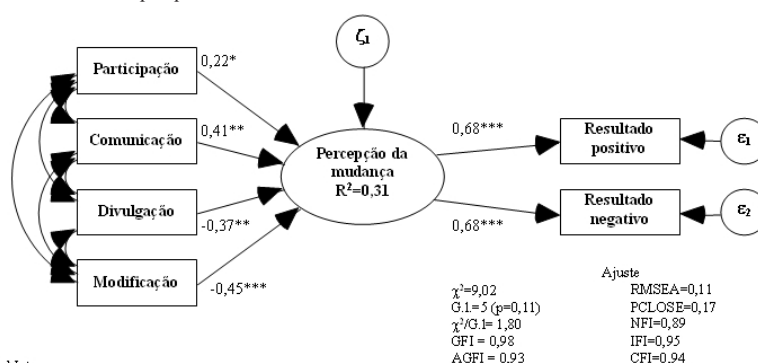 ζ1
0,22*
Participação
0,41**
Comunicação
Percepção da
mudança
R²=0,31
0,68***
Resultado
positivo
ε1
Divulgação
-0,37**
0,68***
Resultado
negativo
ε2
Modificação
-0,45***
Ajuste
χ²=9,02
G.1=5 (p=0,11)
χ²/G.1= 1,80
GFI = 0,98
AGFI = 0,93
RMSEA=0,11
PCLOSE=0,17
NFI=0,89
IFI=0,95
CFI=0,94